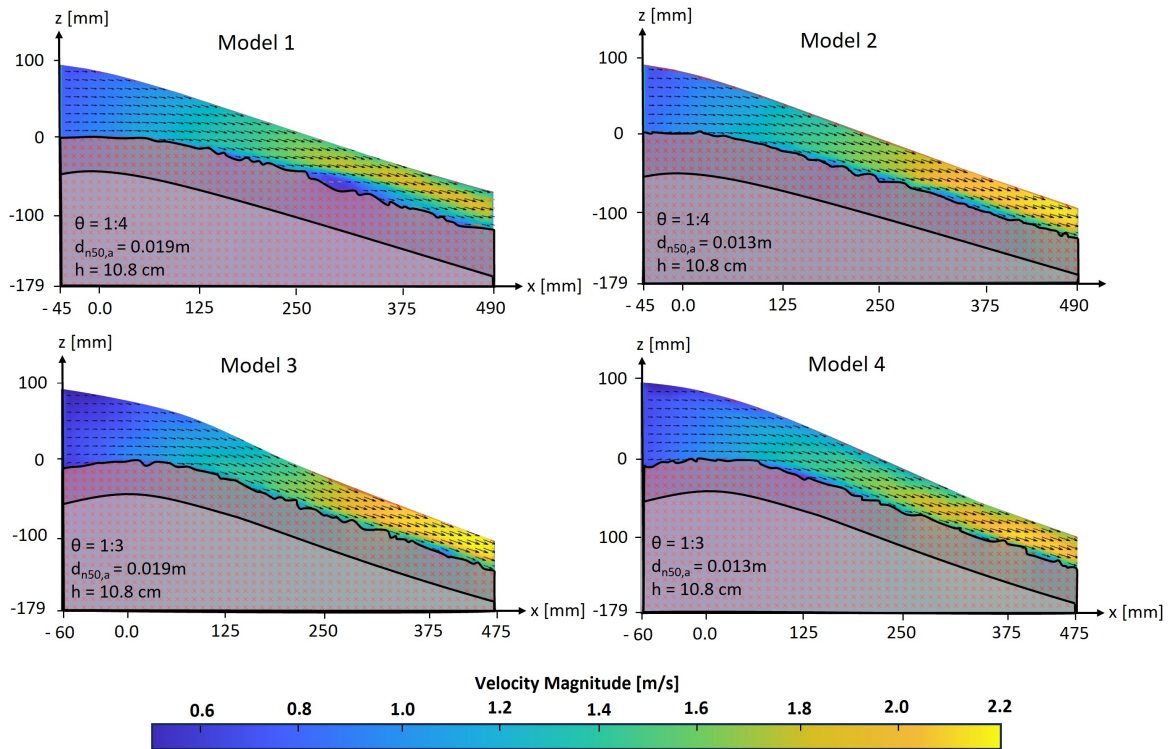 z [mm]
Model 1
100
0
-100
-179
θ = 1:4
dn50,a = 0.019m
h = 10.8 cm
- 45
0.0
125
250
375
490
x [mm]
z [mm]
Model 2
100
0
-100
-179
θ = 1:4
dn50,a = 0.013m
h = 10.8 cm
- 45
0.0
125
250
375
490
x [mm]
z [mm]
Model 3
100
0
-100
-179
θ = 1:3
dn50,a = 0.019m
h = 10.8 cm
- 60
0.0
125
250
375
475
x [mm]
z [mm]
Model 4
100
0
100
-179
θ = 1:3
dn50,a = 0.013m
h = 10.8 cm
- 60
0.0
125
250
375
475
x [mm]
Velocity Magnitude [m/s]
0.6 0.8 1.0 1.2 1.4 1.6 1.8 2.0 2.2